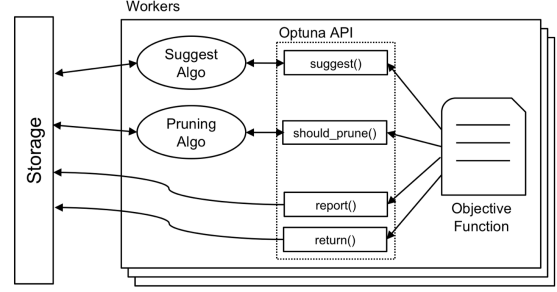 Workers
Optuna API
Suggest
Algo
suggest()
Pruning
Algo
should_prune()
Storage
report()
return()
Objective
Function